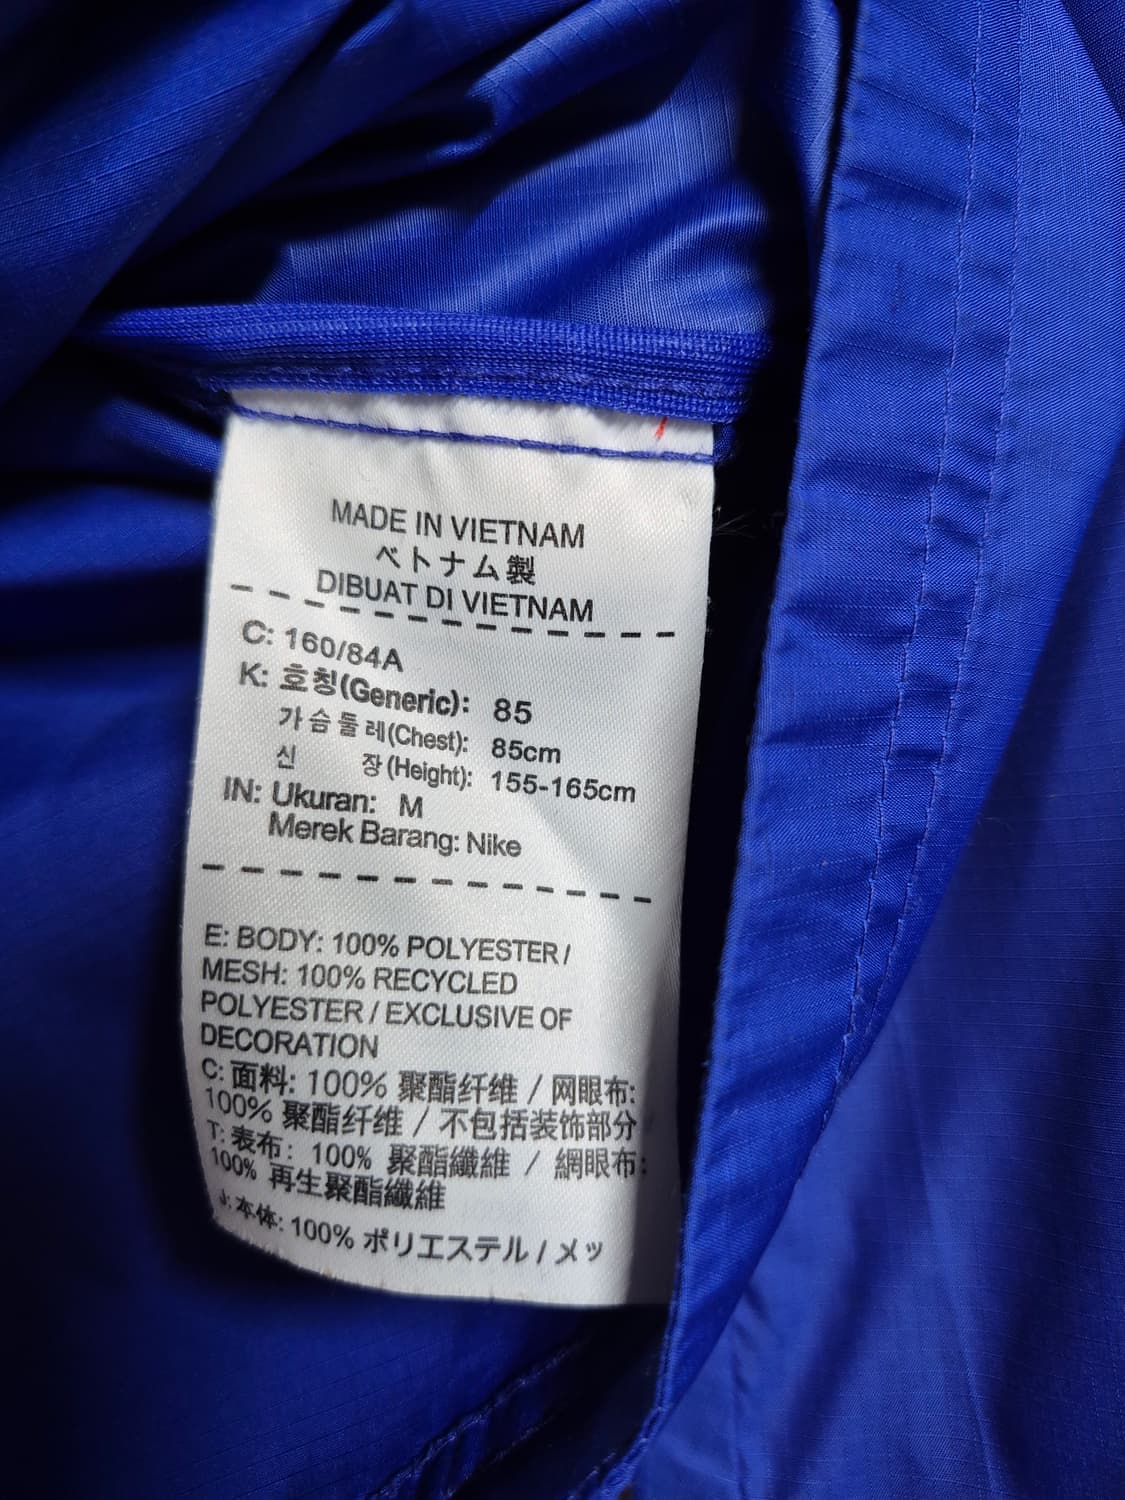 MADE IN VIETNAM
ベトナム製
DIBUAT DI VIETNAM
C: 160/84A
K: 호칭(Generic): 85
가슴둘레(Chest): 85cm
신 장(Height): 155-165cm
IN: Ukuran: M
Merek Barang: Nike
E: BODY: 100% POLYESTER /
MESH: 100% RECYCLED
POLYESTER / EXCLUSIVE OF
DECORATION
C: 面料: 100% 聚酯纤维 / 网眼布:
100% 聚酯纤维 / 不包括装饰部分
T: 表布: 100% 聚酯纖維 / 網眼布:
100% 再生聚酯纖維
J: 本体: 100% ポリエステル / メッ